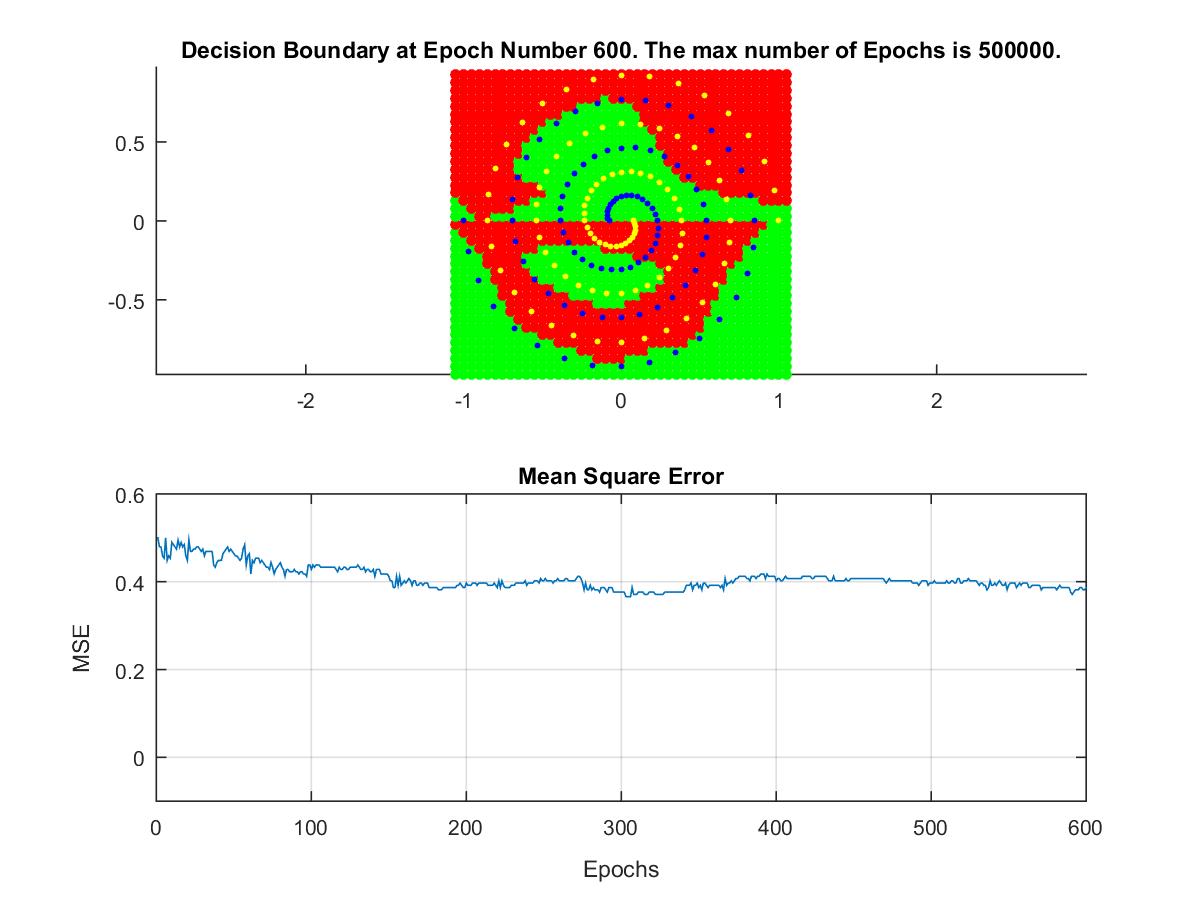 Decision Boundary at Epoch Number 600. The max number of Epochs is 500000.
0.5
0
-0.5
-2 -1 0 1 2
Mean Square Error
0.6
0.4
0.2
0
MSE
0 100 200 300 400 500 600
Epochs